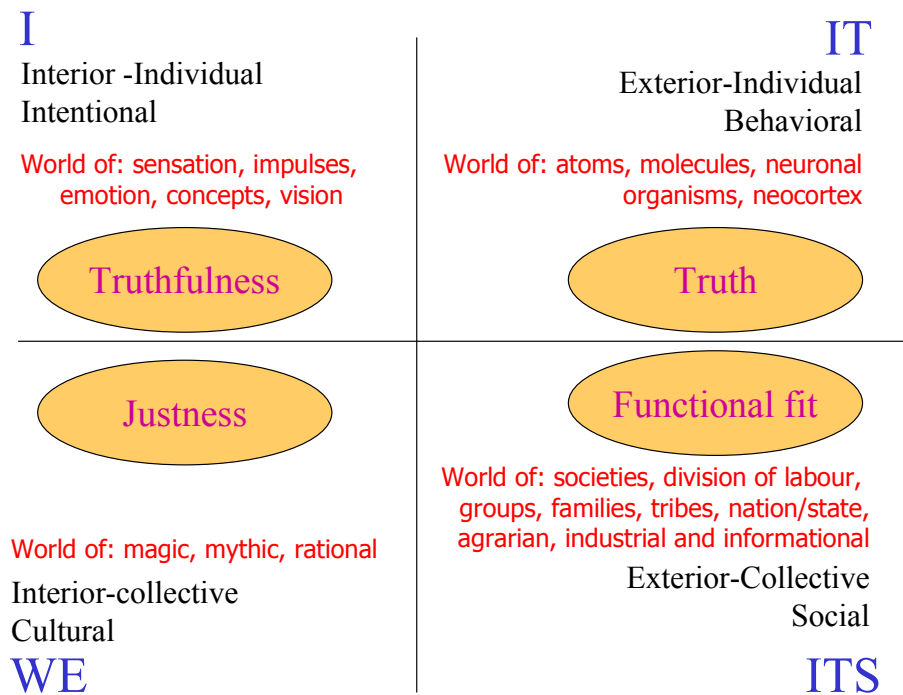 I
Interior -Individual
Intentional
World of: sensation, impulses,
emotion, concepts, vision
Truthfulness
IT
Exterior-Individual
Behavioral
World of: atoms, molecules, neuronal
organisms, neocortex
Truth
Justness
World of: magic, mythic, rational
Interior-collective
Cultural
WE
Functional fit
World of: societies, division of labour,
groups, families, tribes, nation/state,
agrarian, industrial and informational
Exterior-Collective
Social
ITS